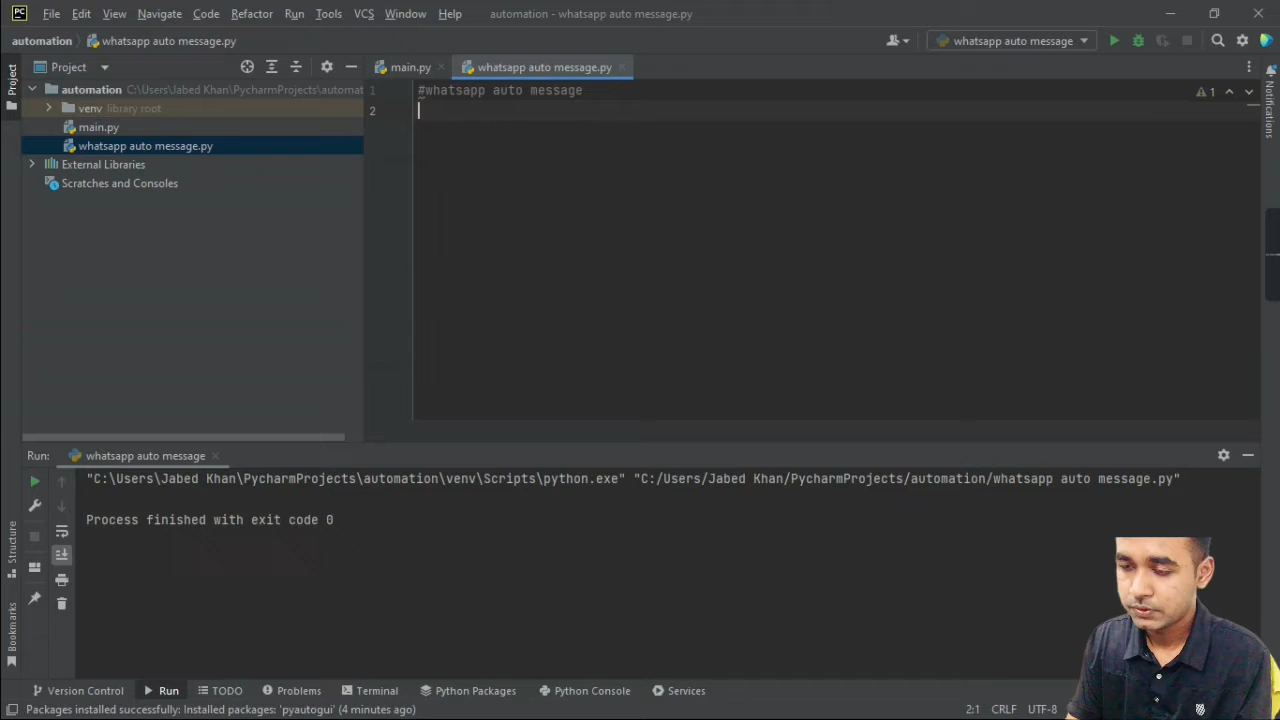 PC File Edit View Navigate Code Refactor Run Tools VCS Window Help automation - whatsapp auto message.py
automation whatsapp auto message.py whatsapp auto message
Project main.py whatsapp auto message.py
automation C:\Users\Jabed Khan\PycharmProjects\automat
venv library root
main.py
whatsapp auto message.py
External Libraries
Scratches and Consoles
1 #whatsapp auto message
2
1
Project
Notifications
Run: whatsapp auto message
"C:\Users\Jabed Khan\PycharmProjects\automation\venv\Scripts\python.exe" "C:/Users/Jabed Khan/PycharmProjects/automation/whatsapp auto message.py"
Process finished with exit code 0
Structure
Bookmarks
Version Control Run TODO Problems Terminal Python Packages Python Console Services
Packages installed successfully: Installed packages: 'pyautogui' (4 minutes ago) 2:1 CRLF UTF-8